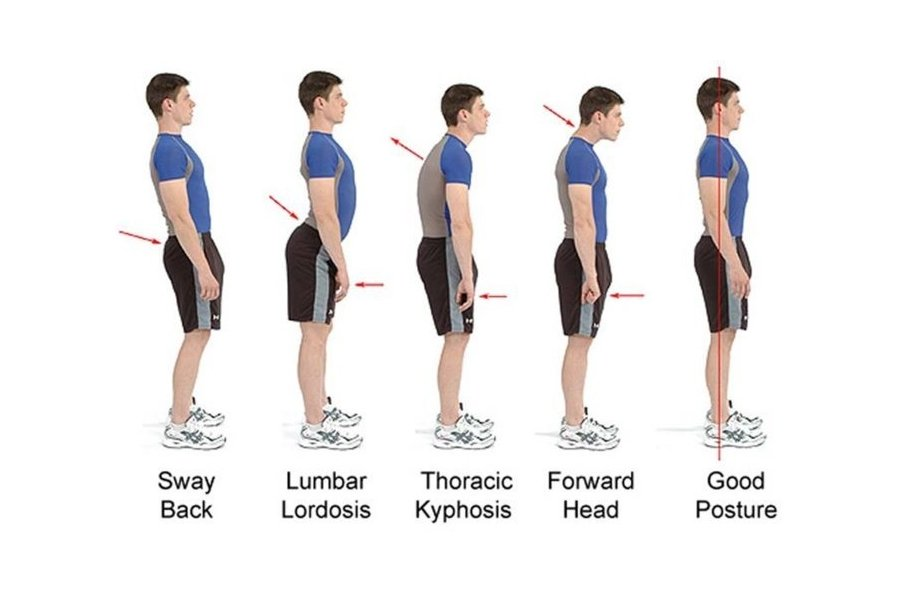 Sway
Back
Lumbar
Lordosis
Thoracic
Kyphosis
Forward
Head
Good
Posture